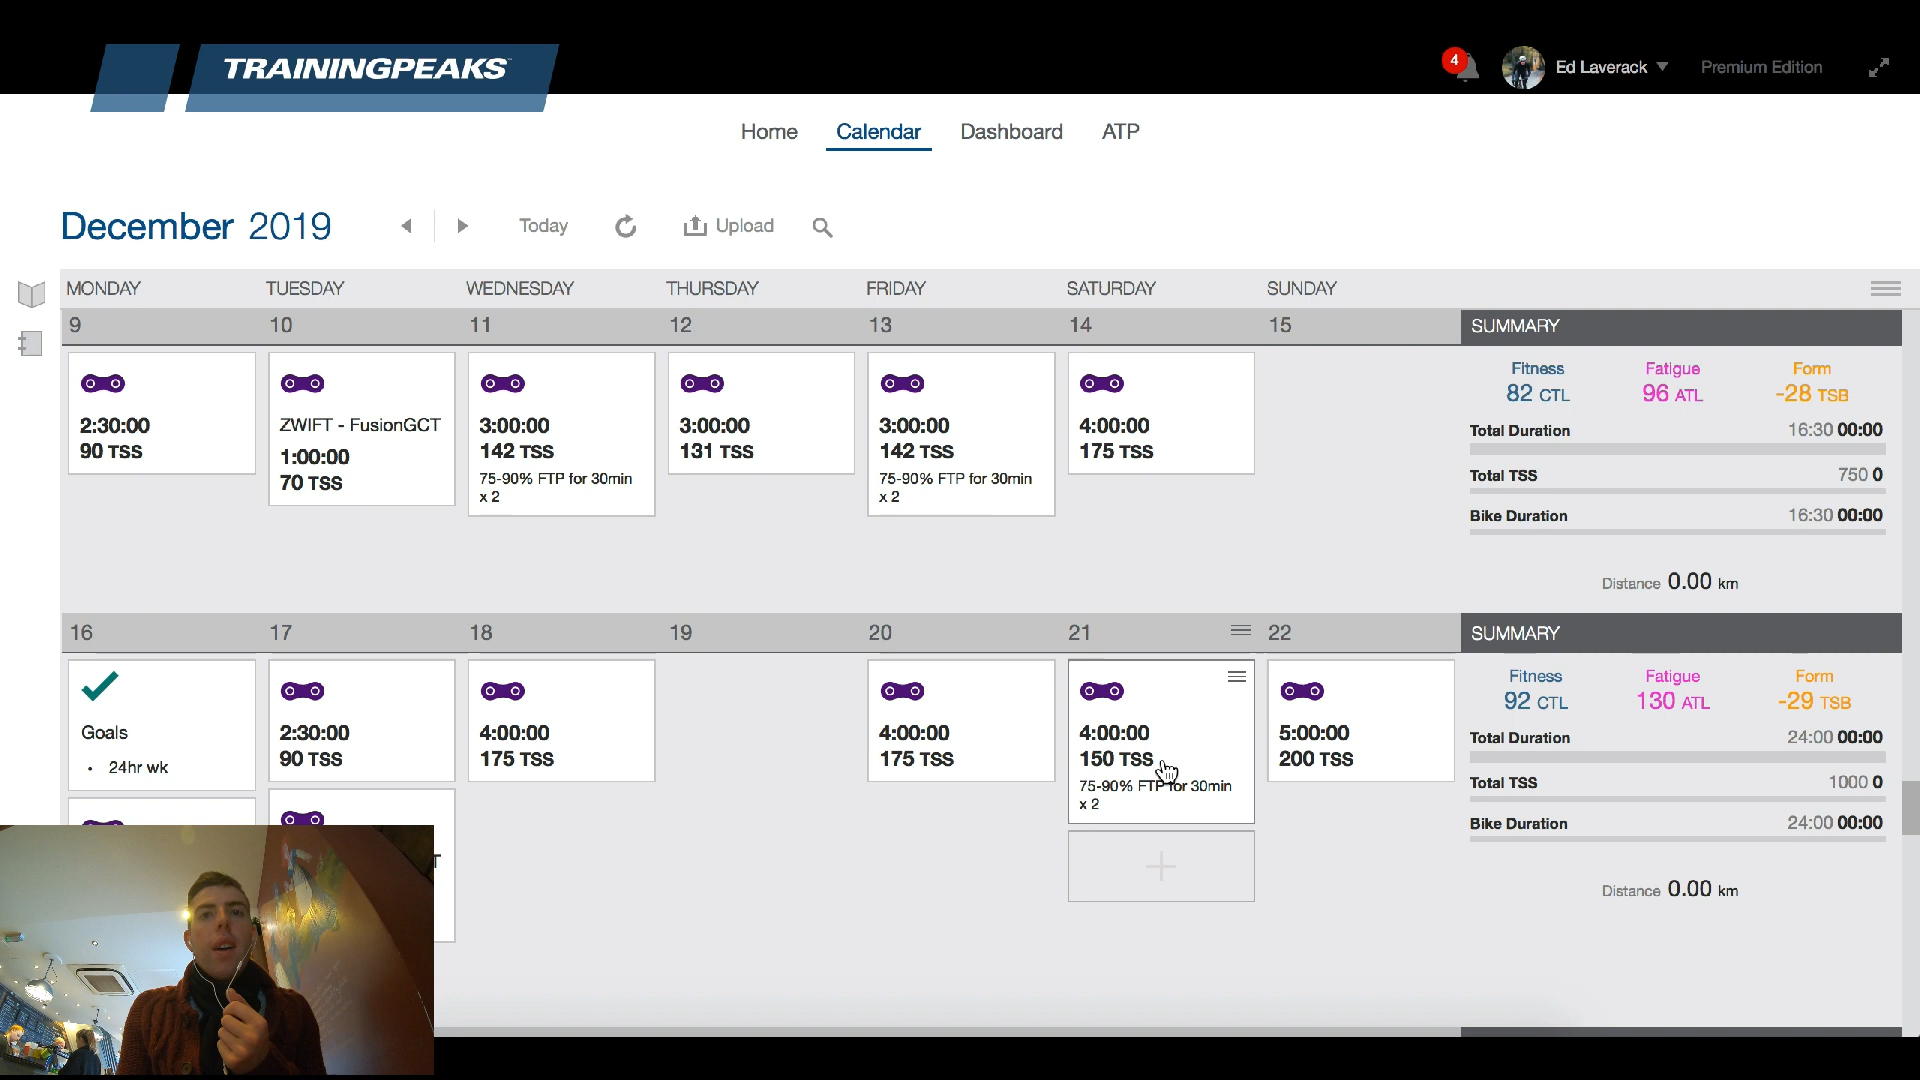 TRAININGPEAKS
4
Ed Laverack
Premium Edition
Home
Calendar
Dashboard
ATP
December 2019
Today
Upload
MONDAY
TUESDAY
WEDNESDAY
THURSDAY
FRIDAY
SATURDAY
SUNDAY
9
10
11
12
13
14
15
SUMMARY
2:30:00
90 TSS
ZWIFT - FusionGCT
1:00:00
70 TSS
3:00:00
142 TSS
75-90% FTP for 30min
x 2
3:00:00
131 TSS
3:00:00
142 TSS
75-90% FTP for 30min
x 2
4:00:00
175 TSS
Fitness
82 CTL
Fatigue
96 ATL
Form
-28 TSB
Total Duration
16:30 00:00
Total TSS
750 0
Bike Duration
16:30 00:00
Distance 0.00 km
16
17
18
19
20
21
22
SUMMARY
Goals
• 24hr wk
2:30:00
90 TSS
T
4:00:00
175 TSS
4:00:00
175 TSS
4:00:00
150 TSS
75-90% FTP for 30min
x 2
5:00:00
200 TSS
Fitness
92 CTL
Fatigue
130 ATL
Form
-29 TSB
Total Duration
24:00 00:00
Total TSS
1000 0
Bike Duration
24:00 00:00
Distance 0.00 km